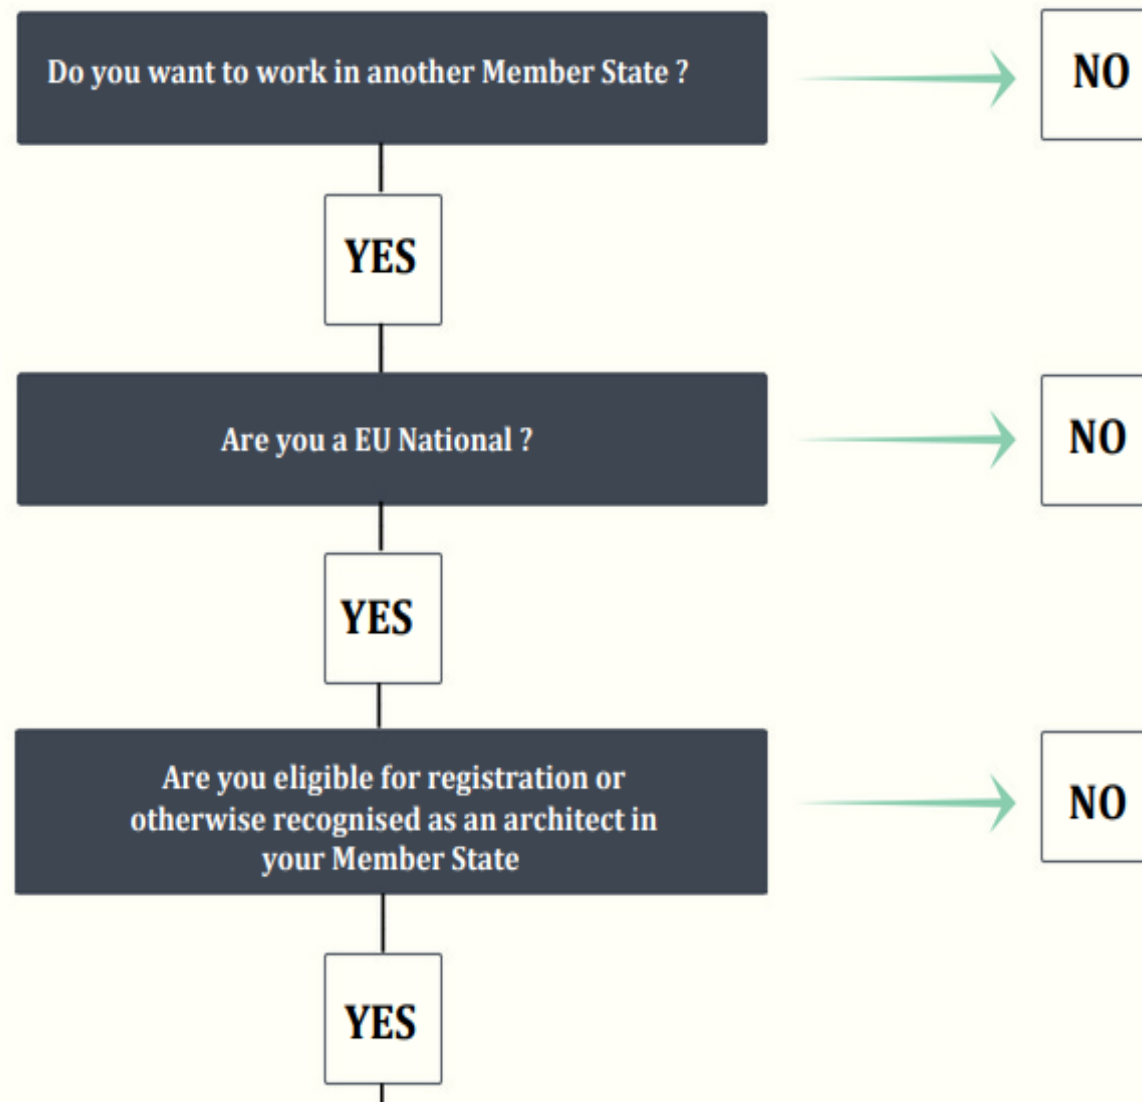 Do you want to work in another Member State ?
NO
YES
Are you a EU National ?
NO
YES
Are you eligible for registration or
otherwise recognised as an architect in
your Member State
NO
YES